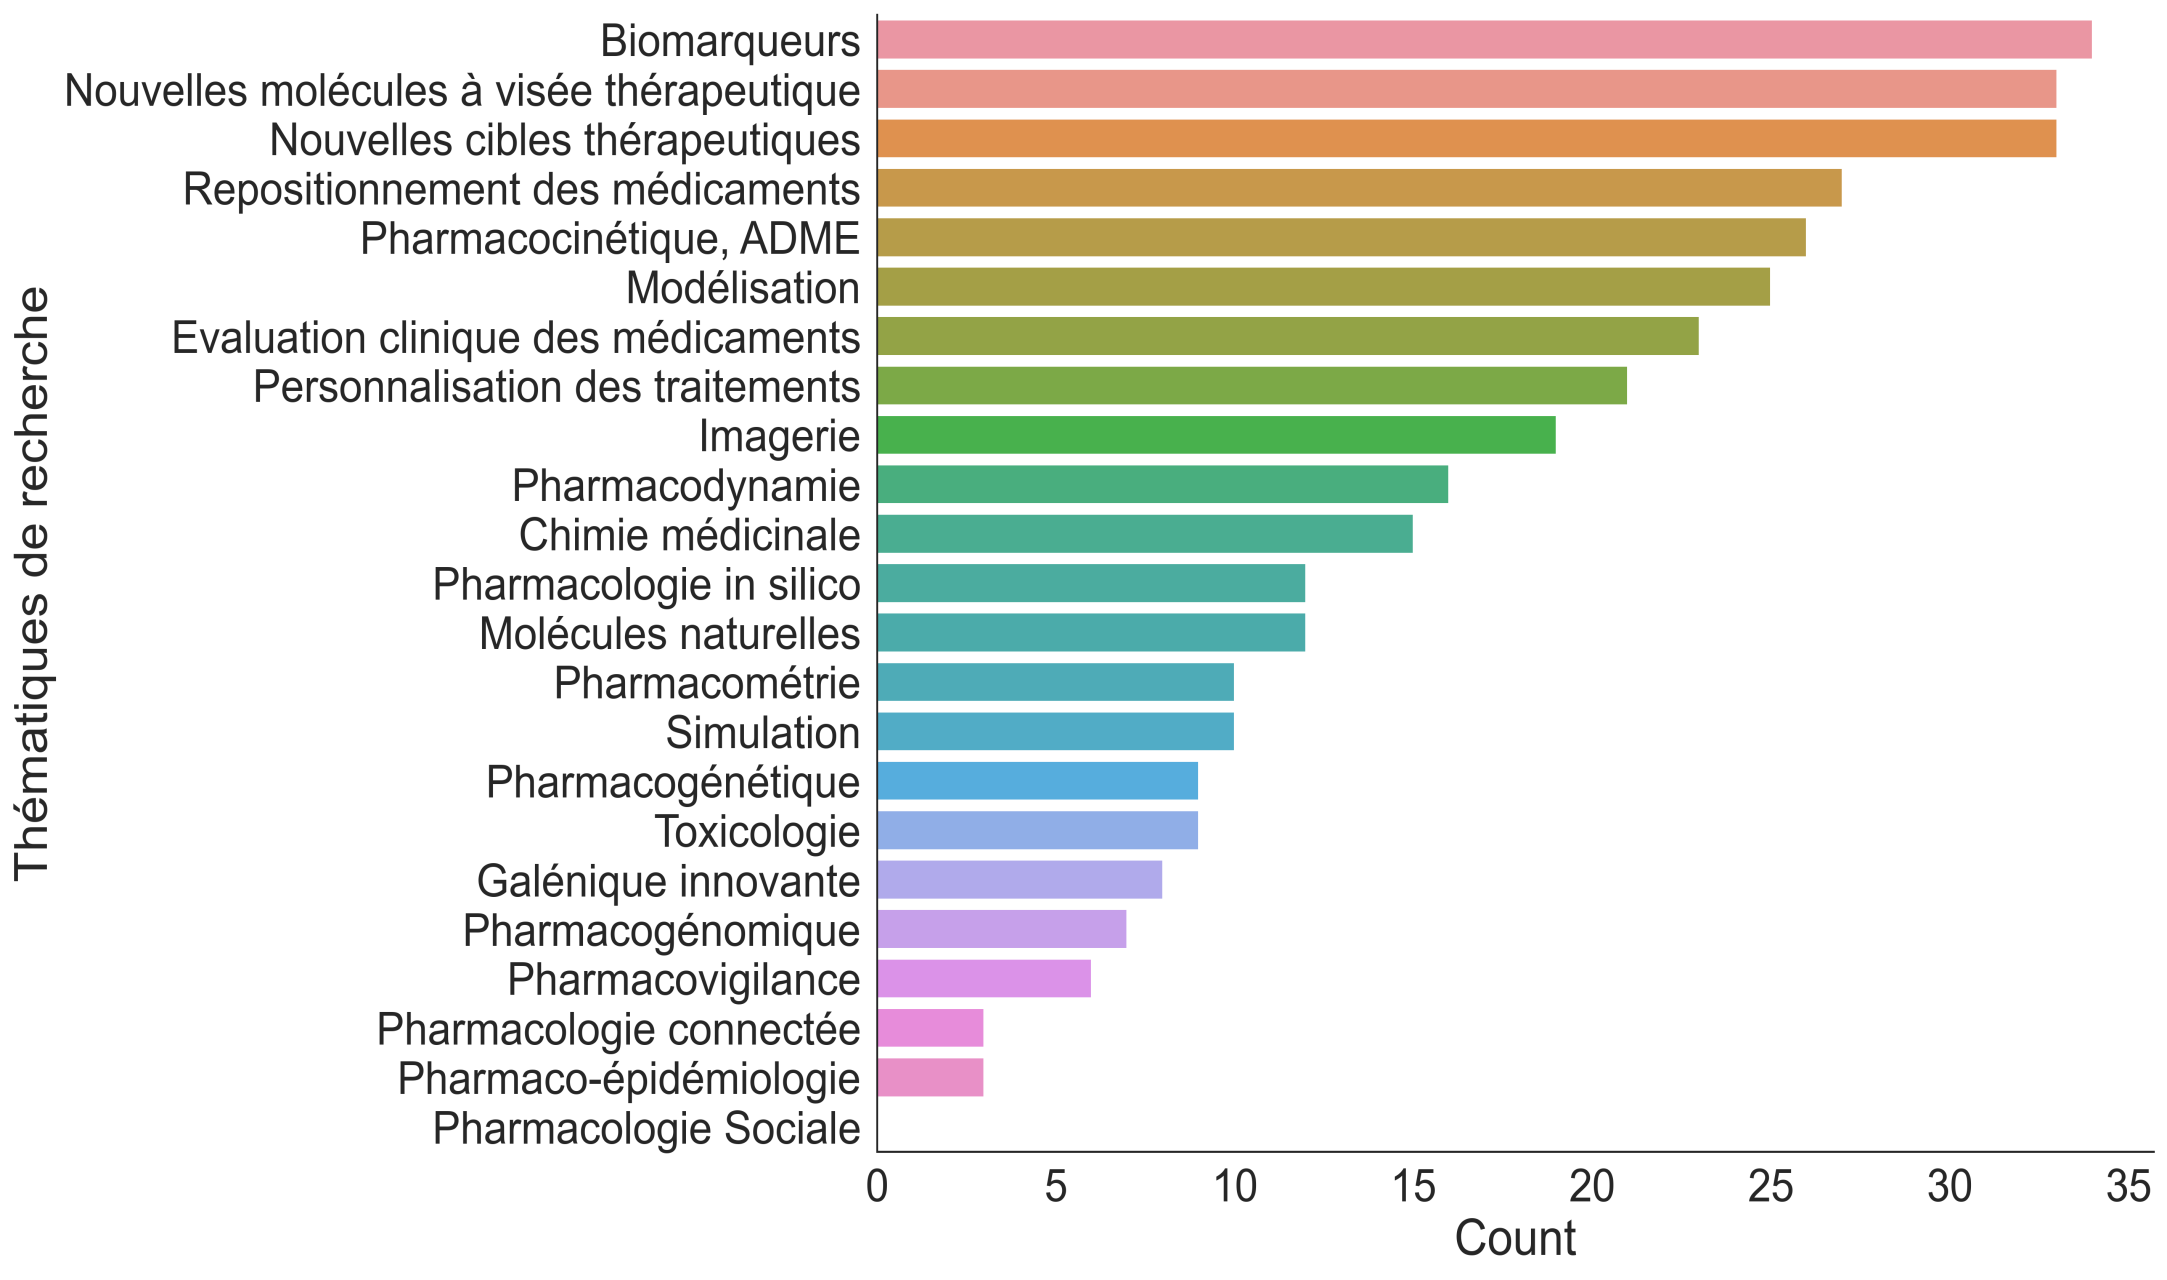 Thématiques de recherche
Biomarqueurs
Nouvelles molécules à visée thérapeutique
Nouvelles cibles thérapeutiques
Repositionnement des médicaments
Pharmacocinétique, ADME
Modélisation
Evaluation clinique des médicaments
Personnalisation des traitements
Imagerie
Pharmacodynamie
Chimie médicinale
Pharmacologie in silico
Molécules naturelles
Pharmacométrie
Simulation
Pharmacogénétique
Toxicologie
Galénique innovante
Pharmacogénomique
Pharmacovigilance
Pharmacologie connectée
Pharmaco-épidémiologie
Pharmacologie Sociale
0 5 10 15 20 25 30 35
Count